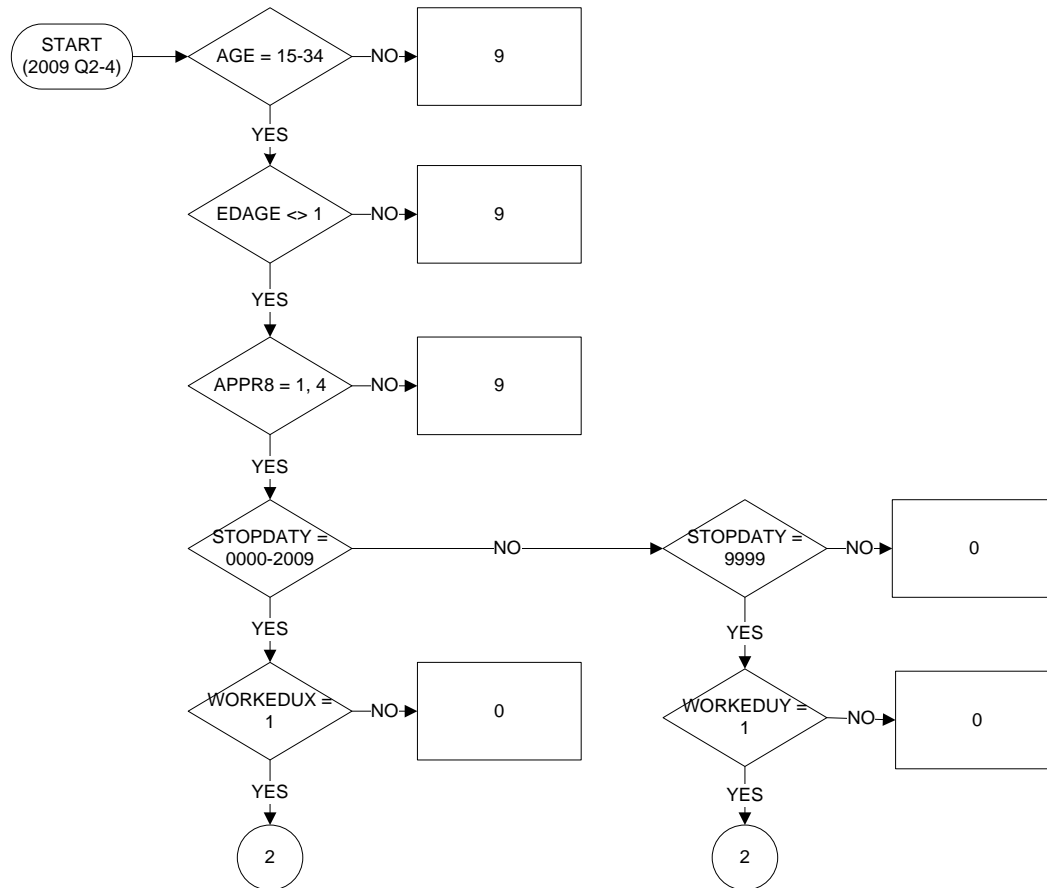 START
(2009 Q2-4)
AGE = 15-34
NO
9
YES
EDAGE <> 1
NO
9
YES
APPR8 = 1, 4
NO
9
YES
STOPDATY =
0000-2009
NO
STOPDATY =
9999
NO
0
YES
YES
WORKEDUX =
1
NO
0
WORKEDUY =
1
NO
0
YES
YES
2
2